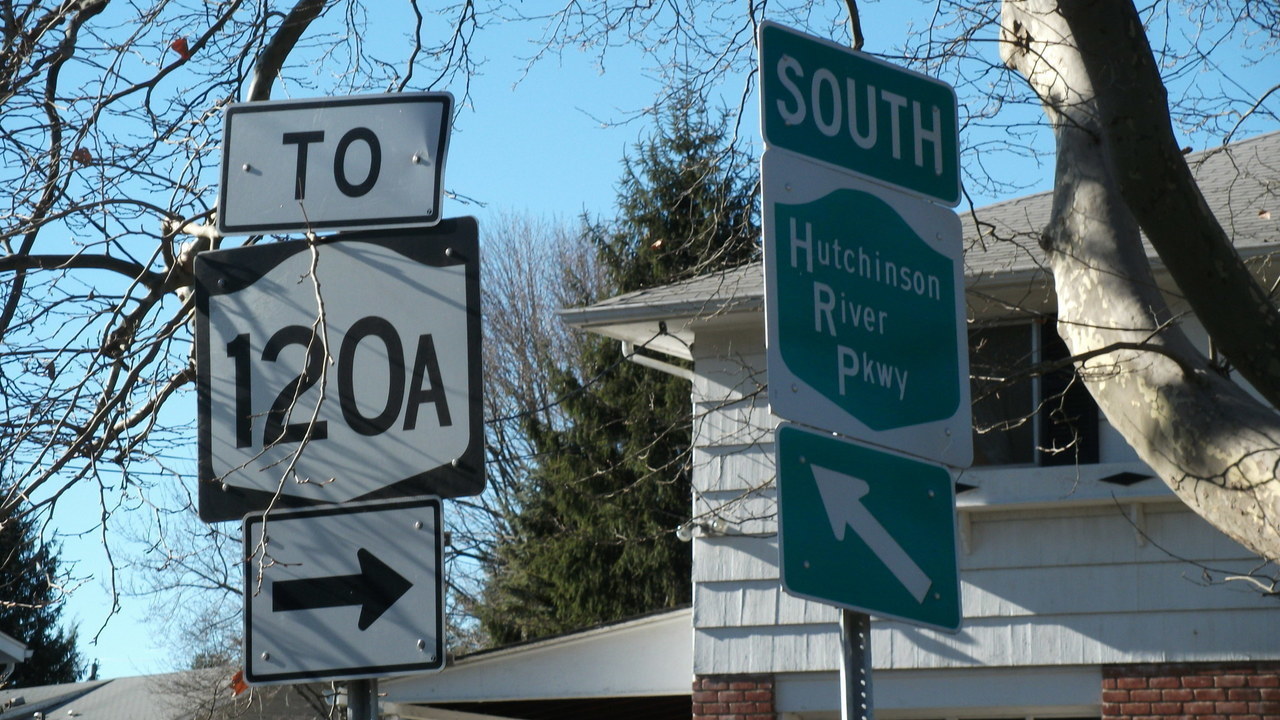 TO
120A
SOUTH
Hutchinson
River
Pkwy